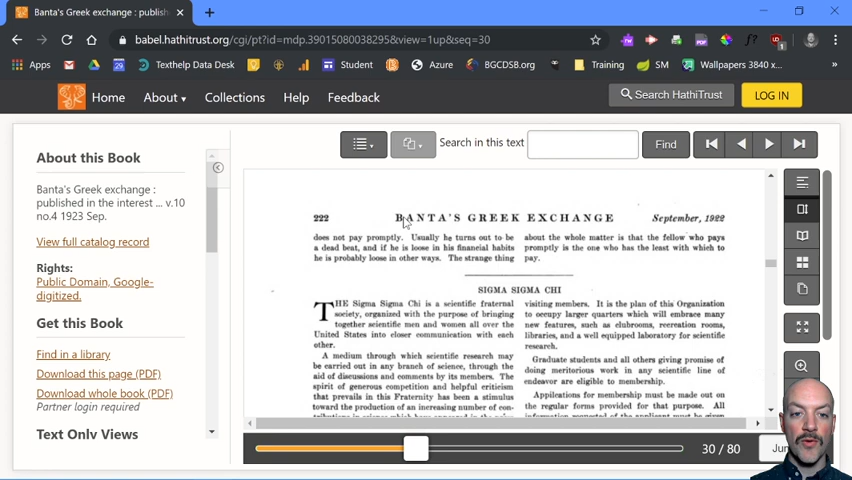 Banta's Greek exchange : publishe
babel.hathitrust.org/cgi/pt?id=mdp.39015080038295&view=1up&seq=30
Apps
29
Texthelp Data Desk
Student
Azure
BGCDSB.org
Training
SM
Wallpapers 3840 x...
Home
About
Collections
Help
Feedback
Search HathiTrust
LOG IN
About this Book
Banta's Greek exchange :
published in the interest ... v.10
no.4 1923 Sep.
View full catalog record
Rights:
Public Domain, Google-
digitized.
Get this Book
Find in a library
Download this page (PDF)
Download whole book (PDF)
Partner login required
Text Only Views
Search in this text
Find
222 BANTA'S GREEK EXCHANGE September, 1922
does not pay promptly. Usually he turns out to be
a dead beat, and if he is loose in his financial habits
he is probably loose in other ways. The strange thing
about the whole matter is that the fellow who pays
promptly is the one who has the least with which to
pay.
SIGMA SIGMA CHI
THE Sigma Sigma Chi is a scientific fraternal
society, organized with the purpose of bringing
together scientific men and women all over the
United States into closer communication with each
other.
A medium through which scientific research may
be carried out in any branch of science, through the
aid of discussions and comments by its members. The
spirit of generous competition and helpful criticism
that prevails in this Fraternity has been a stimulus
toward the production of an increasing number of con-
visiting members. It is the plan of this Organization
to occupy larger quarters which will embrace many
new features, such as clubrooms, recreation rooms,
libraries, and a well equipped laboratory for scientific
research.
Graduate students and all others giving promise of
doing meritorious work in any scientific line of
endeavor are eligible to membership.
Applications for membership must be made out on
the regular forms provided for that purpose. All
30 / 80
Jum